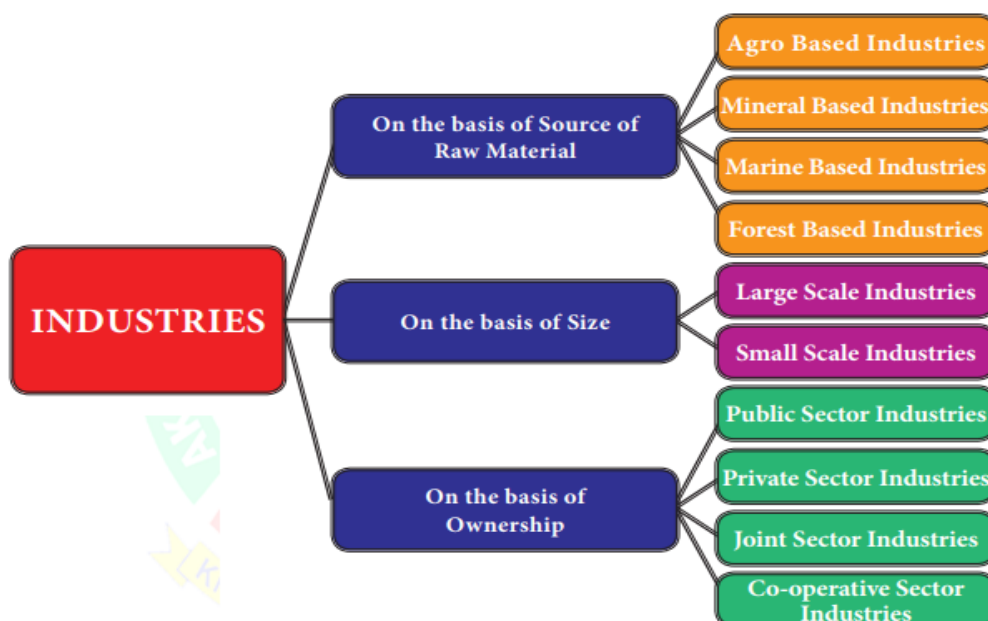 INDUSTRIES
On the basis of Source of
Raw Material
Agro Based Industries
Mineral Based Industries
Marine Based Industries
Forest Based Industries
On the basis of Size
Large Scale Industries
Small Scale Industries
On the basis of
Ownership
Public Sector Industries
Private Sector Industries
Joint Sector Industries
Co-operative Sector
Industries